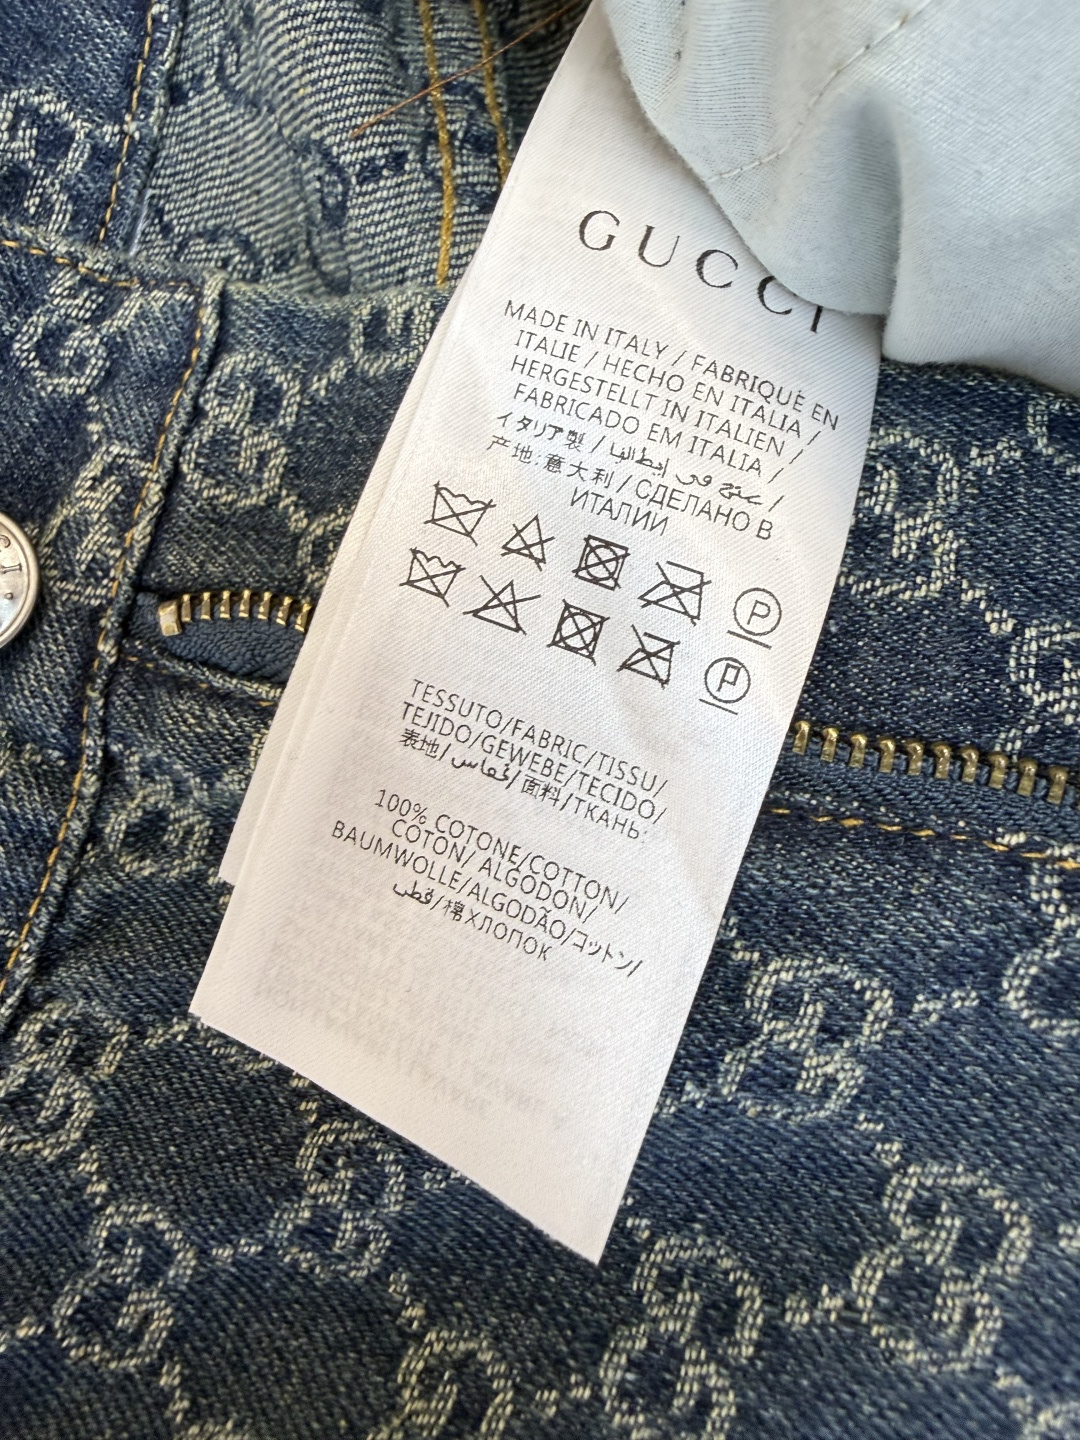 GUCCI
MADE IN ITALY / FABRIQUÉ EN
ITALIE / HECHO EN ITALIA /
HERGESTELLT IN ITALIEN /
FABRICADO EM ITALIA /
イタリア製 / صنع في إيطاليا /
产地:意大利 / СДЕЛАНО В
ИТАЛИИ
P
P
TESSUTO/FABRIC/TISSU/
TEJIDO/GEWEBE/TECIDO/
表地/قماس/面料/ТКАНЬ:
100% COTONE/COTTON/
COTON/ ALGODON/
BAUMWOLLE/ALGODÃO/コットン/
قطن/棉 ХЛОПОК